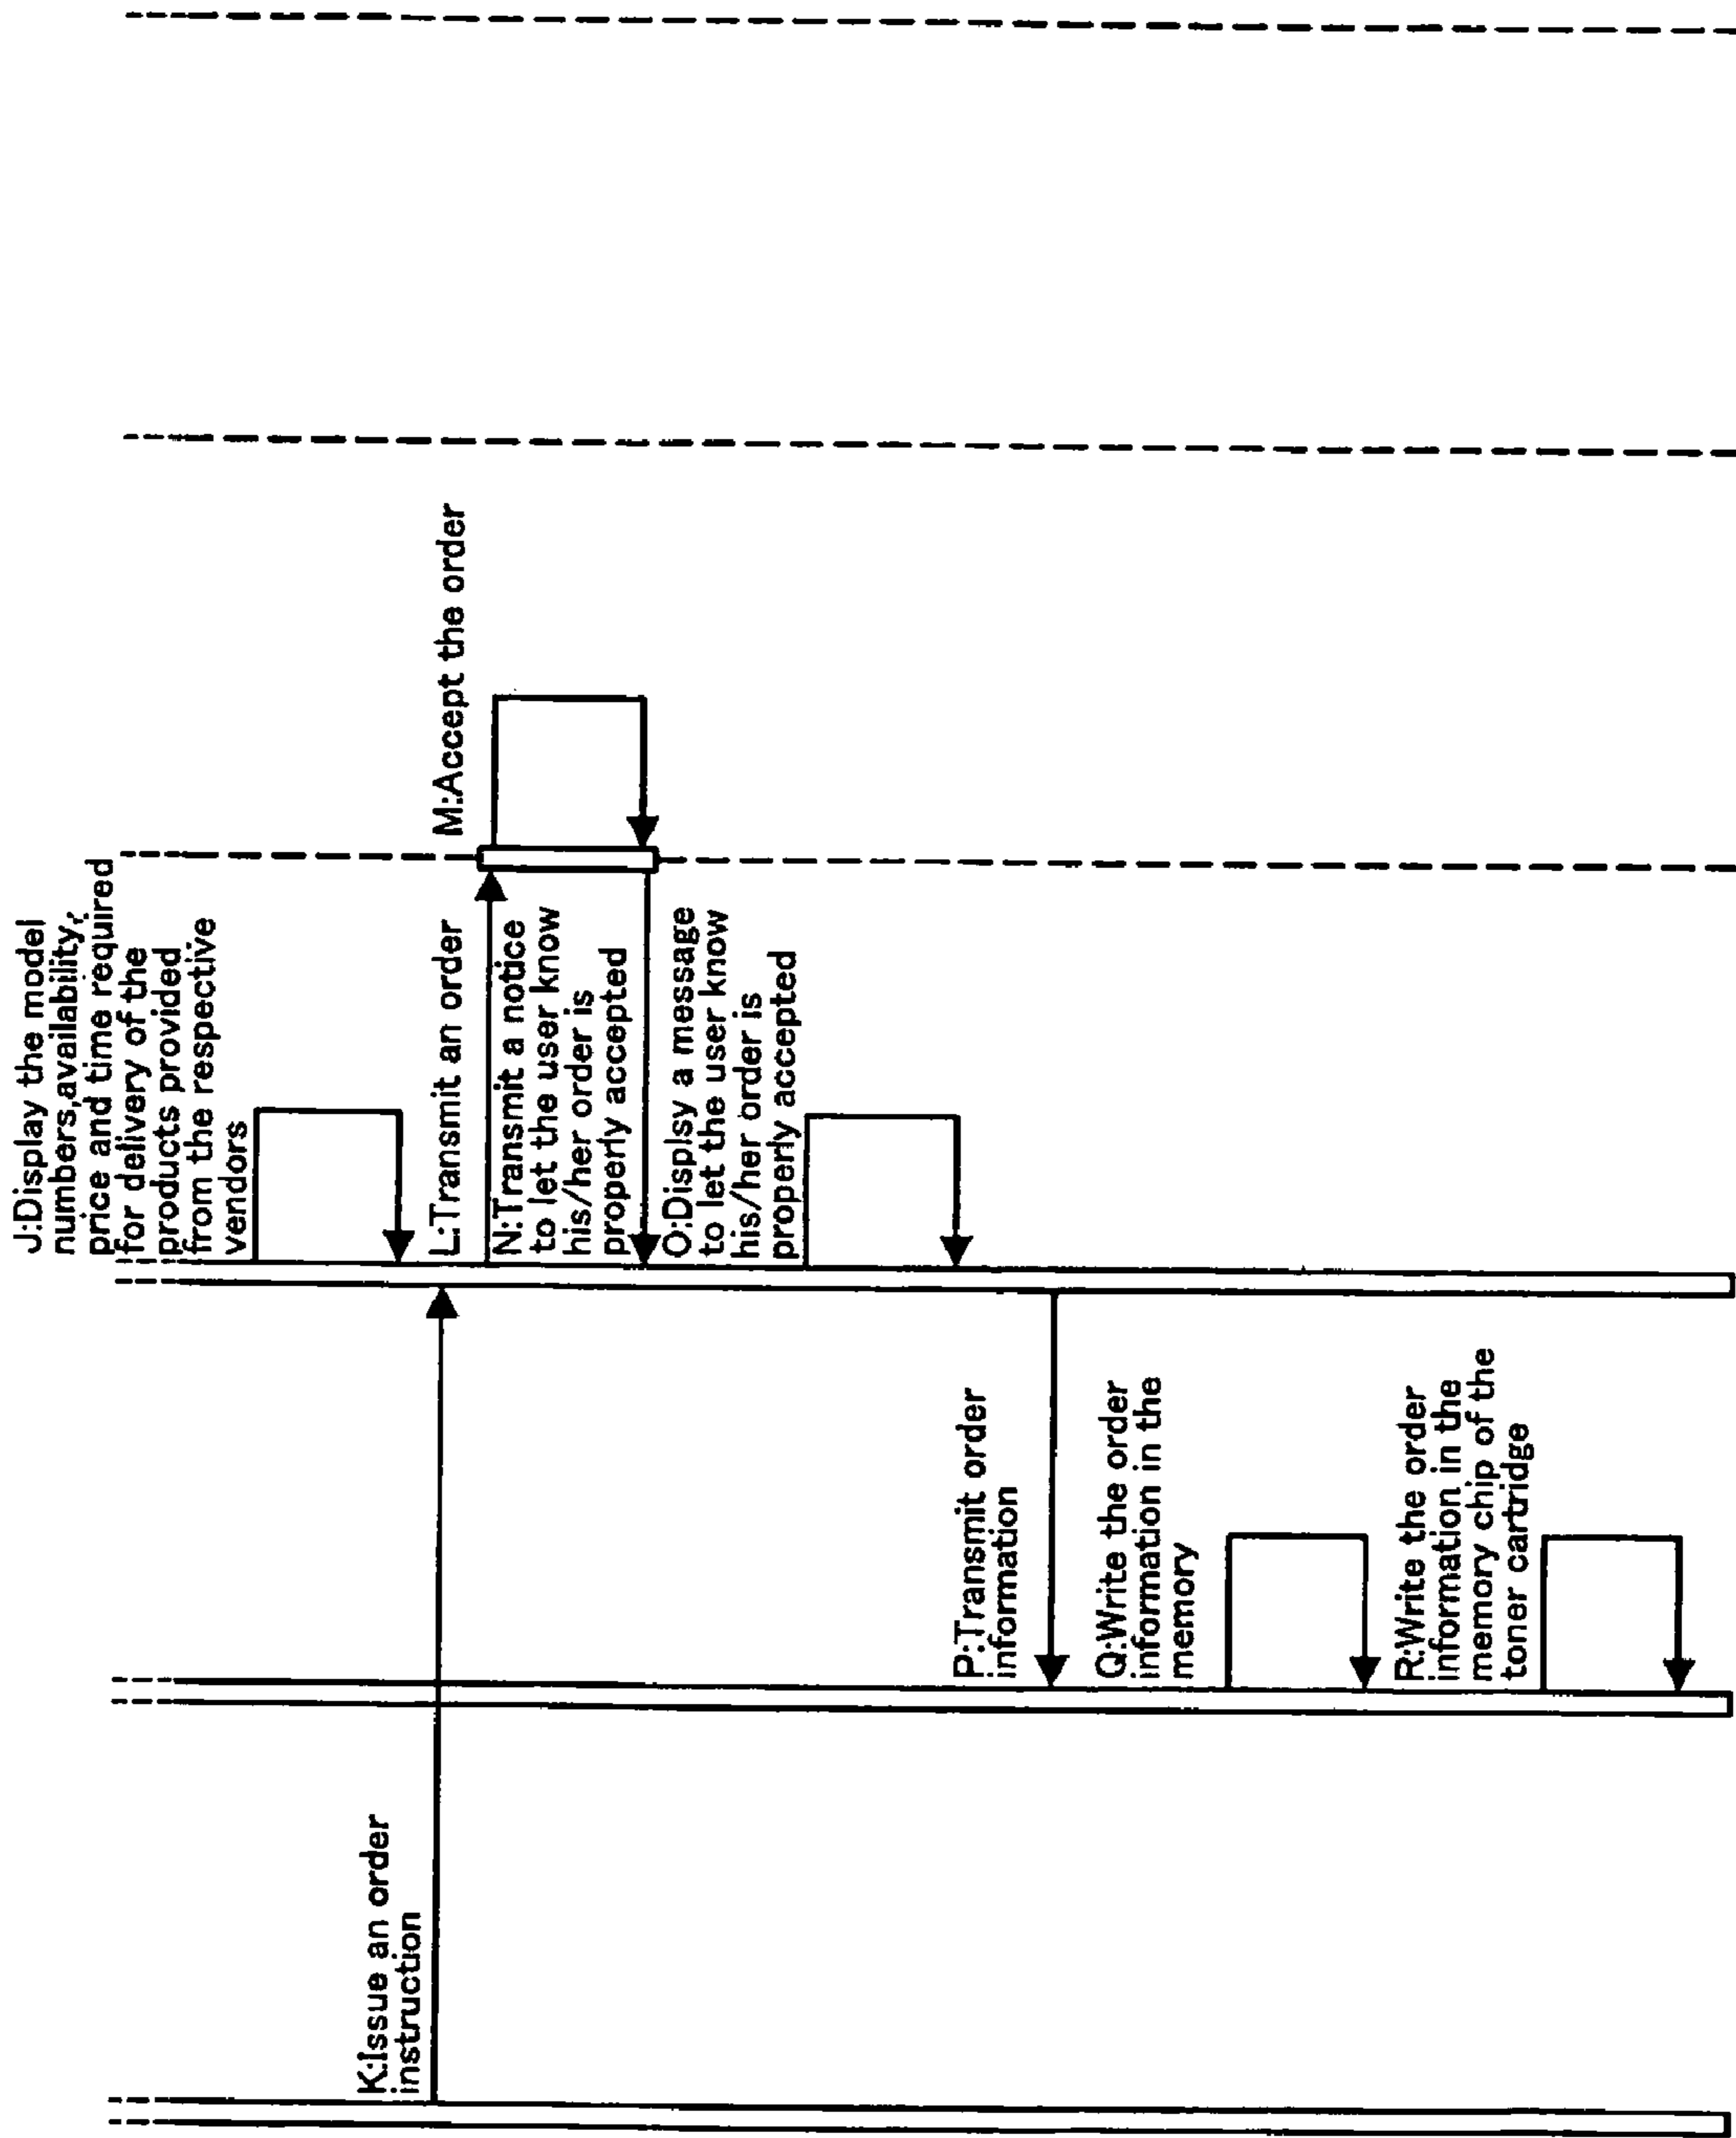 J:Display the model
numbers,availability,
price and time required
for delivery of the
products provided
from the respective
vendors
K:Issue an order
instruction
L:Transmit an order
M:Accept the order
N:Transmit a notice
to let the user know
his/her order is
properly accepted
O:Display a message
to let the user know
his/her order is
properly accepted
P:Transmit order
information
Q:Write the order
information in the
memory
R:Write the order
information in the
memory chip of the
toner cartridge